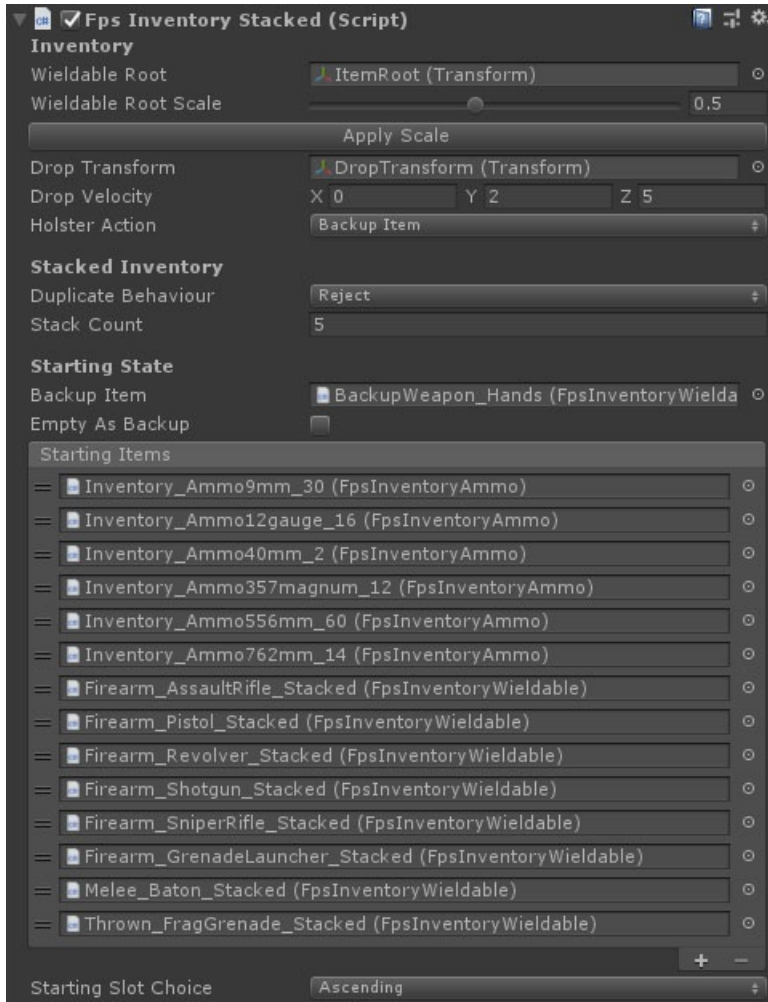 Fps Inventory Stacked (Script)
Inventory
Wieldable Root ItemRoot (Transform)
Wieldable Root Scale 0.5
Apply Scale
Drop Transform DropTransform (Transform)
Drop Velocity X 0 Y 2 Z 5
Holster Action Backup Item
Stacked Inventory
Duplicate Behaviour Reject
Stack Count 5
Starting State
Backup Item BackupWeapon_Hands (FpsInventoryWielda
Empty As Backup
Starting Items
Inventory_Ammo9mm_30 (FpsInventoryAmmo)
Inventory_Ammo12gauge_16 (FpsInventoryAmmo)
Inventory_Ammo40mm_2 (FpsInventoryAmmo)
Inventory_Ammo357magnum_12 (FpsInventoryAmmo)
Inventory_Ammo556mm_60 (FpsInventoryAmmo)
Inventory_Ammo762mm_14 (FpsInventoryAmmo)
Firearm_AssaultRifle_Stacked (FpsInventoryWieldable)
Firearm_Pistol_Stacked (FpsInventoryWieldable)
Firearm_Revolver_Stacked (FpsInventoryWieldable)
Firearm_Shotgun_Stacked (FpsInventoryWieldable)
Firearm_SniperRifle_Stacked (FpsInventoryWieldable)
Firearm_GrenadeLauncher_Stacked (FpsInventoryWieldable)
Melee_Baton_Stacked (FpsInventoryWieldable)
Thrown_FragGrenade_Stacked (FpsInventoryWieldable)
+ −
Starting Slot Choice Ascending